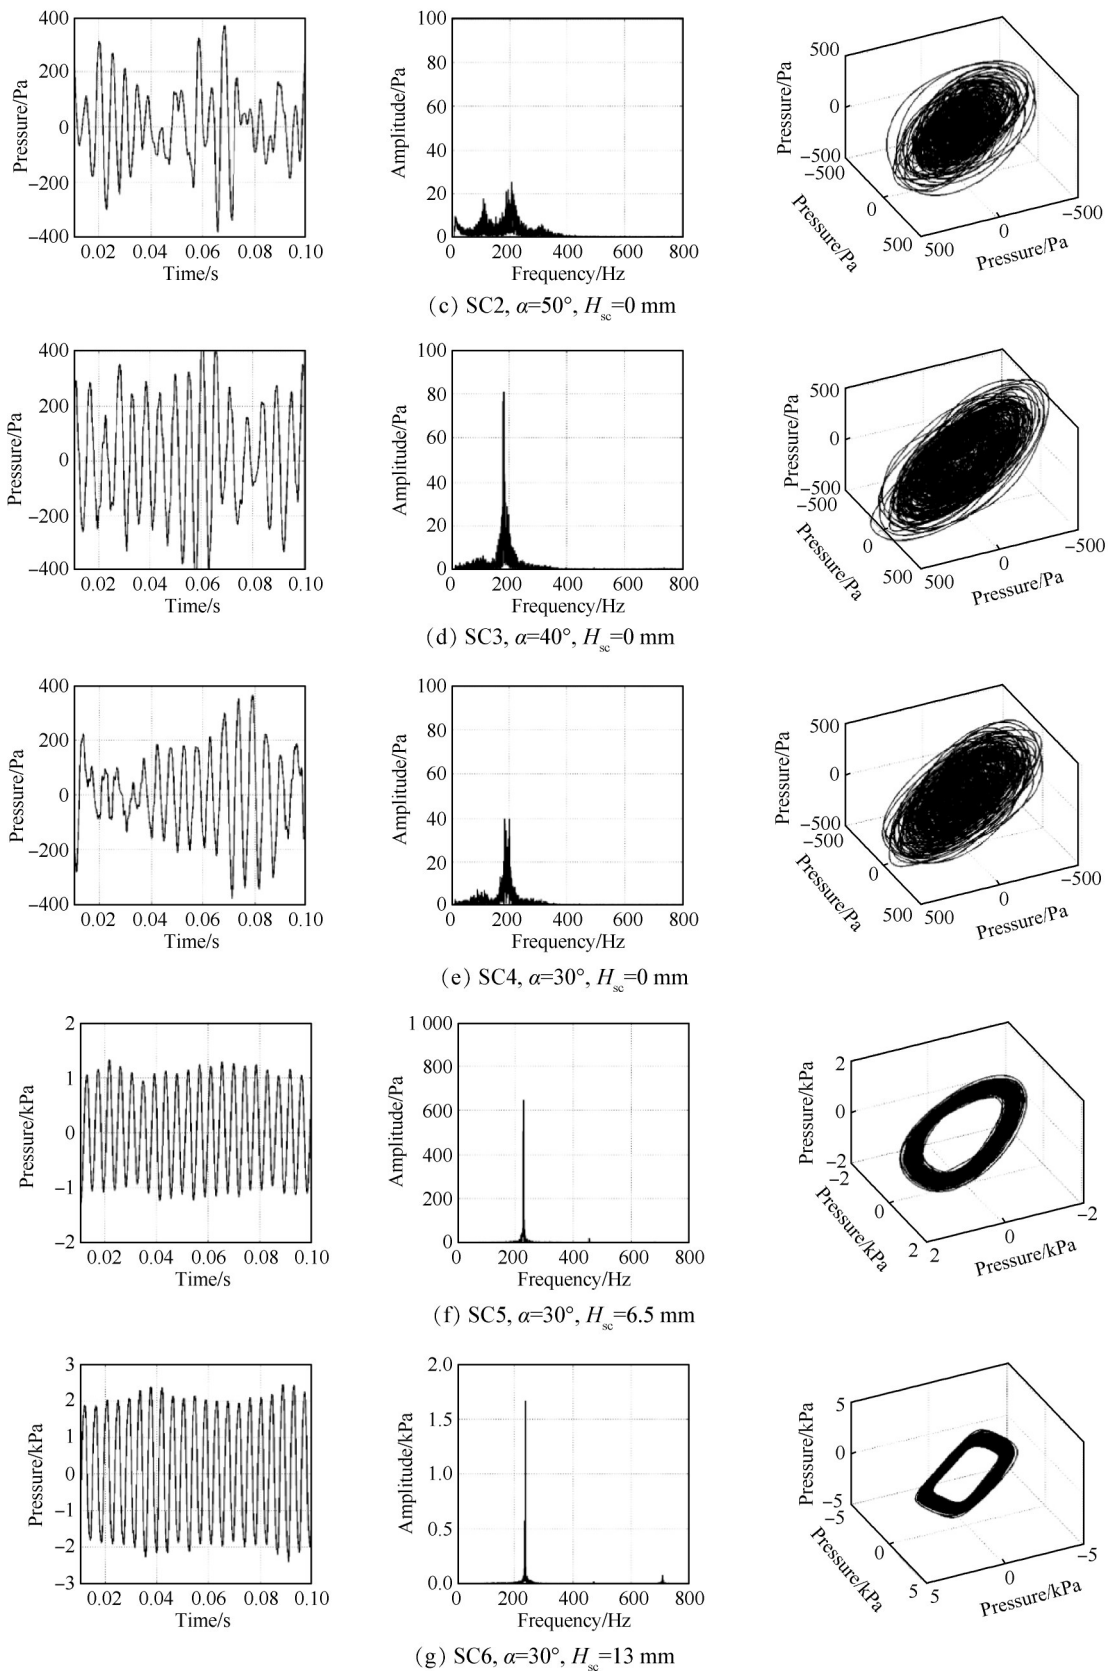 400
200
0
−200
−400
Pressure/Pa
0.02 0.04 0.06 0.08 0.10
Time/s
100
80
60
40
20
0
Amplitude/Pa
0 200 400 600 800
Frequency/Hz
500
0
−500
Pressure/Pa
−500
0
500
Pressure/Pa
500
0
−500
Pressure/Pa
(c) SC2, α=50°, Hsc=0 mm
400
200
0
−200
−400
Pressure/Pa
0.02 0.04 0.06 0.08 0.10
Time/s
100
80
60
40
20
0
Amplitude/Pa
0 200 400 600 800
Frequency/Hz
500
0
−500
Pressure/Pa
−500
0
500
Pressure/Pa
500
0
−500
Pressure/Pa
(d) SC3, α=40°, Hsc=0 mm
400
200
0
−200
−400
Pressure/Pa
0.02 0.04 0.06 0.08 0.10
Time/s
100
80
60
40
20
0
Amplitude/Pa
0 200 400 600 800
Frequency/Hz
500
0
−500
Pressure/Pa
−500
0
500
Pressure/Pa
500
0
−500
Pressure/Pa
(e) SC4, α=30°, Hsc=0 mm
2
1
0
−1
−2
Pressure/kPa
0.02 0.04 0.06 0.08 0.10
Time/s
1 000
800
600
400
200
0
Amplitude/Pa
0 200 400 600 800
Frequency/Hz
2
0
−2
Pressure/kPa
−2
0
2
Pressure/kPa
2
0
−2
Pressure/kPa
(f) SC5, α=30°, Hsc=6.5 mm
3
2
1
0
−1
−2
−3
Pressure/kPa
0.02 0.04 0.06 0.08 0.10
Time/s
2.0
1.5
1.0
0.5
0.0
Amplitude/kPa
0 200 400 600 800
Frequency/Hz
5
0
−5
Pressure/kPa
−5
0
5
Pressure/kPa
5
0
−5
Pressure/kPa
(g) SC6, α=30°, Hsc=13 mm